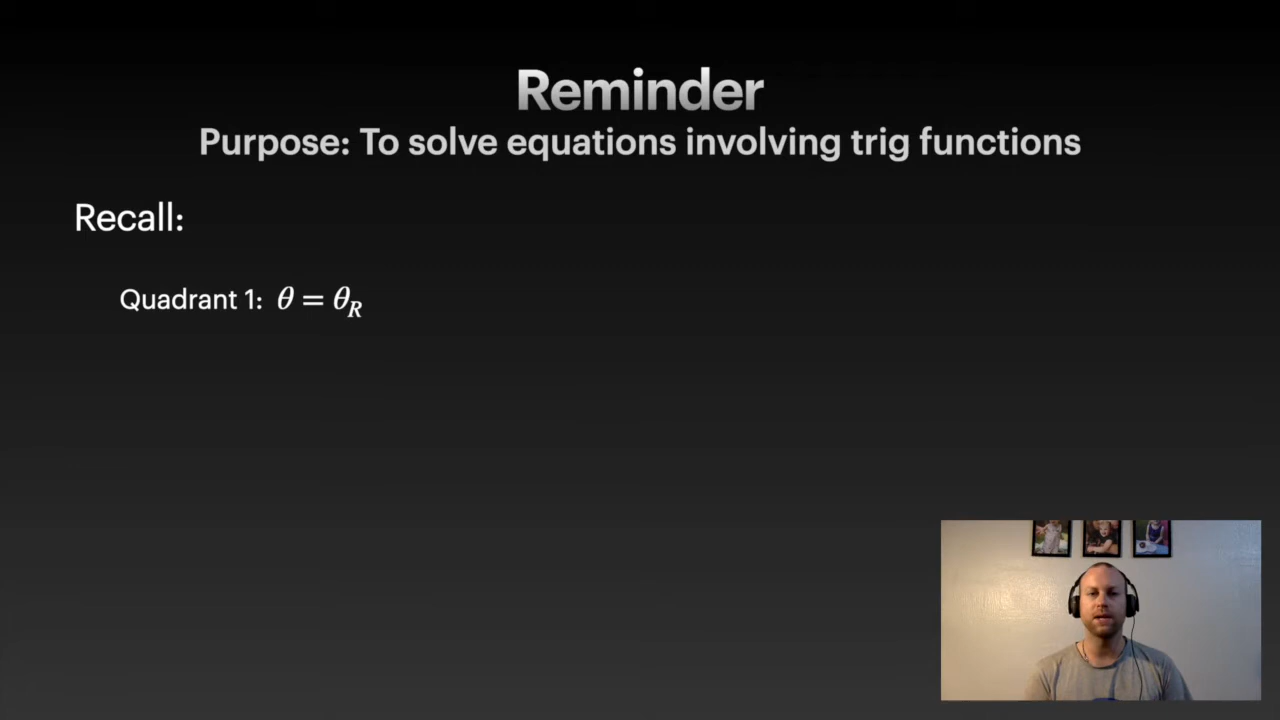 Reminder
Purpose: To solve equations involving trig functions
Recall:
Quadrant 1: θ = θ_R